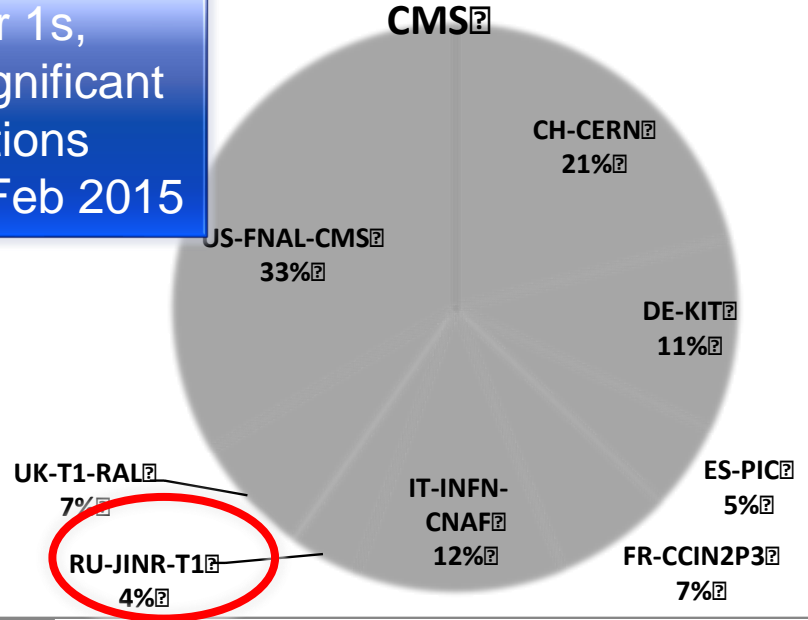 CMS
r 1s,
gnificant
tions
Feb 2015
CH-CERN
21%
US-FNAL-CMS
33%
DE-KIT
11%
UK-T1-RAL
7%
IT-INFN-
CNAF
12%
ES-PIC
5%
RU-JINR-T1
4%
FR-CCIN2P3
7%